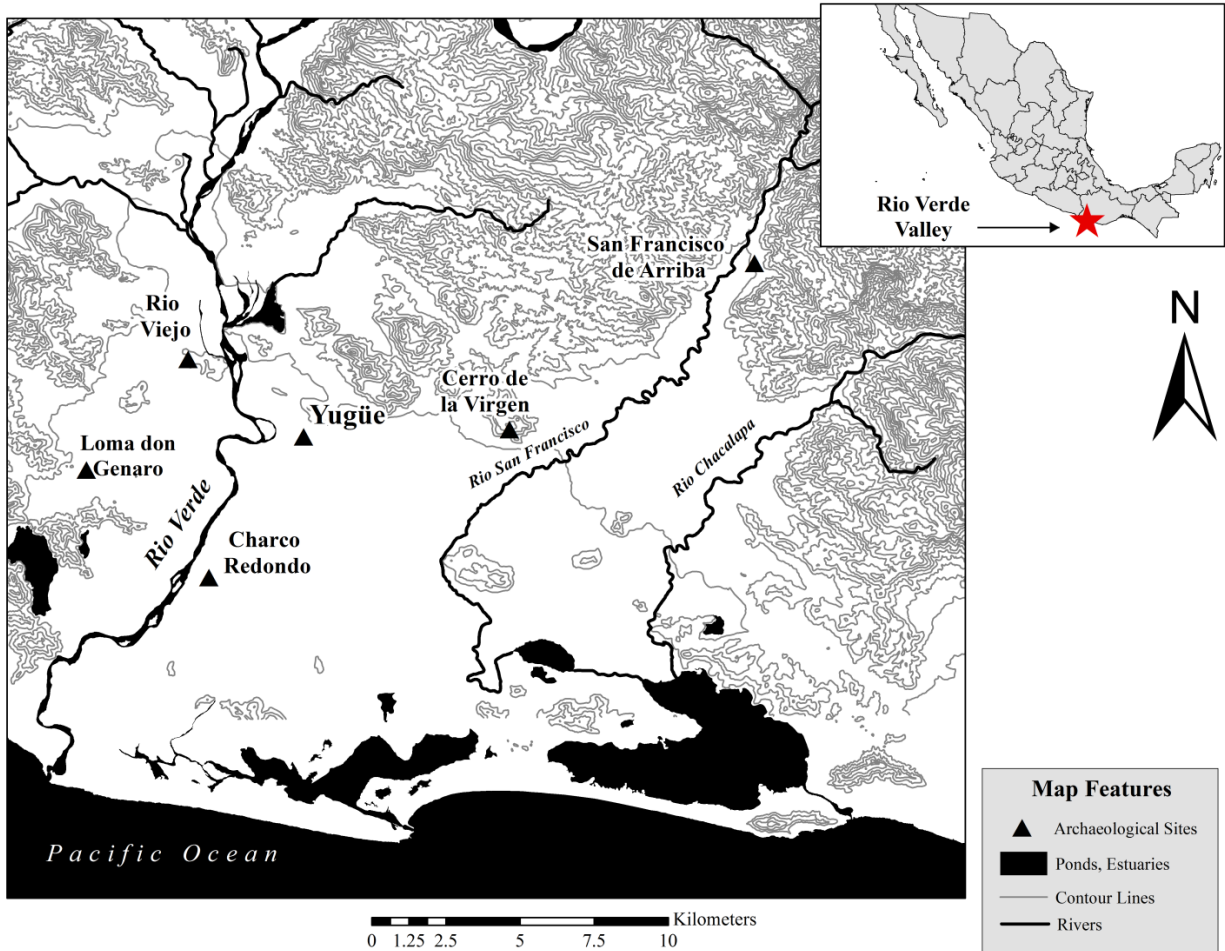 Rio Verde
Valley
San Francisco
de Arriba
Rio
Viejo
N
Cerro de
la Virgen
Yugüe
Loma don
Genaro
Rio San Francisco
Rio Chacalapa
Rio Verde
Charco
Redondo
Pacific Ocean
Map Features
Archaeological Sites
Ponds, Estuaries
Contour Lines
Rivers
Kilometers
0 1.25 2.5 5 7.5 10